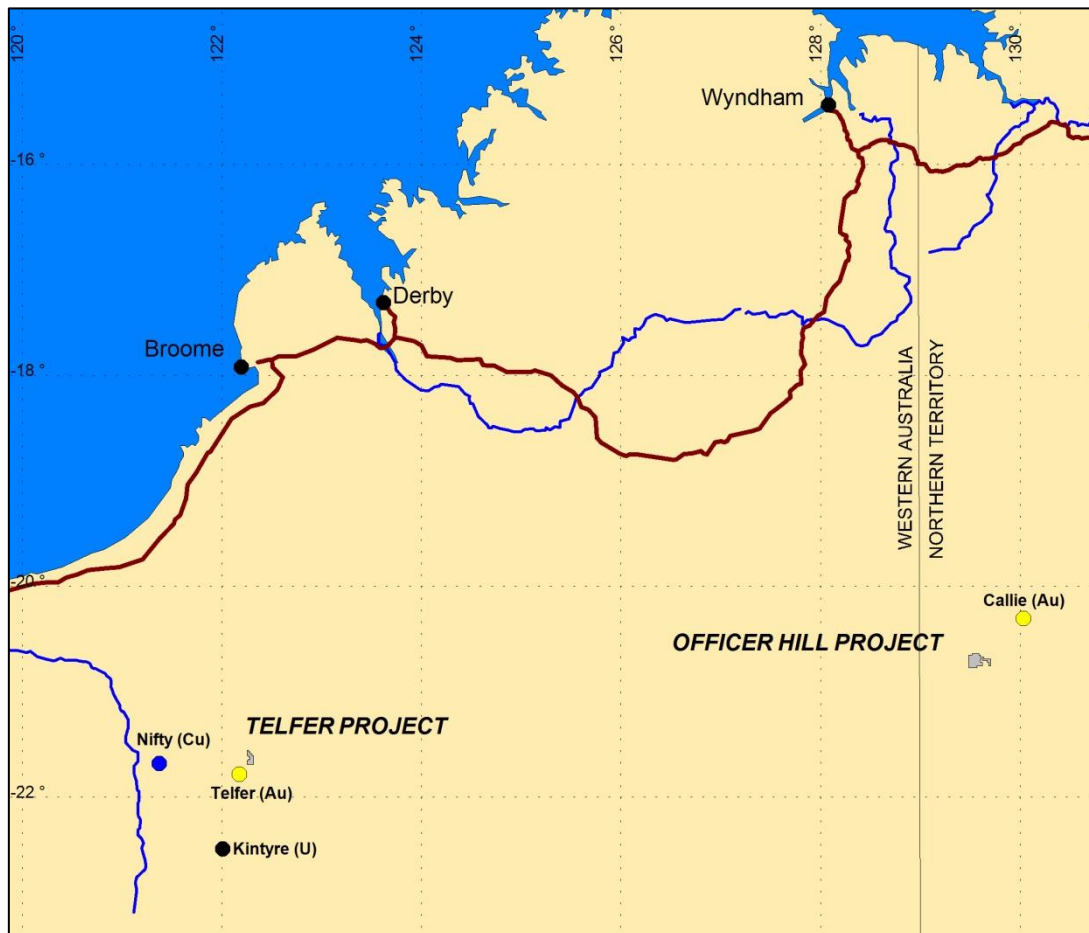 120 °
122 °
124 °
126 °
128 °
130 °
Wyndham
-16 °
Derby
Broome
-18 °
WESTERN AUSTRALIA
NORTHERN TERRITORY
-20 °
Callie (Au)
OFFICER HILL PROJECT
TELFER PROJECT
Nifty (Cu)
Telfer (Au)
-22 °
Kintyre (U)